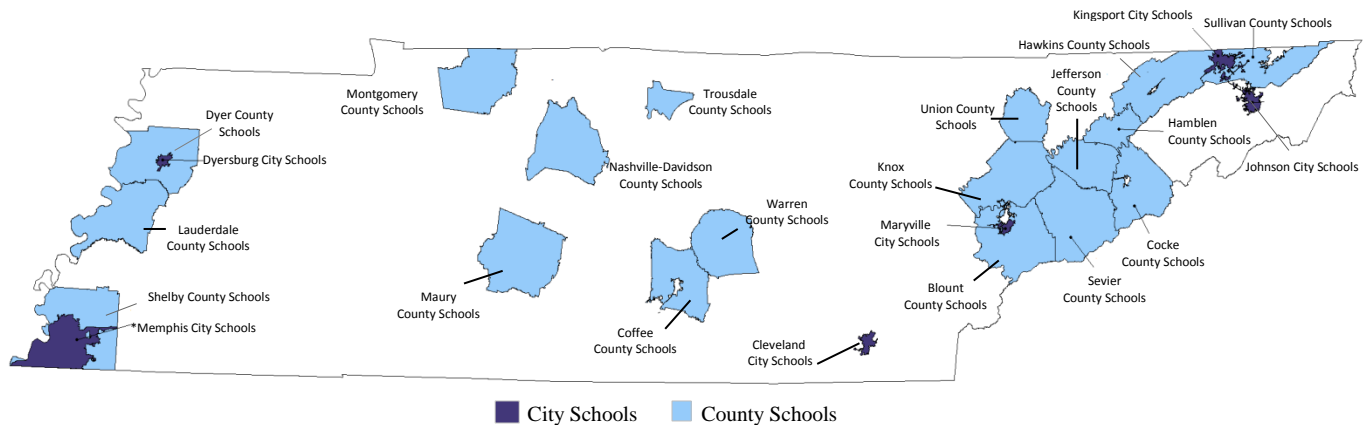 Kingsport City Schools
Sullivan County Schools
Hawkins County Schools
Jefferson
County
Schools
Montgomery
County Schools
Trousdale
County Schools
Union County
Schools
Hamblen
County Schools
Dyer County
Schools
Dyersburg City Schools
Nashville-Davidson
County Schools
Knox
County Schools
Johnson City Schools
Lauderdale
County Schools
Warren
County Schools
Maryville
City Schools
Cocke
County Schools
Sevier
County Schools
Blount
County Schools
Shelby County Schools
*Memphis City Schools
Maury
County Schools
Coffee
County Schools
Cleveland
City Schools
City Schools
County Schools